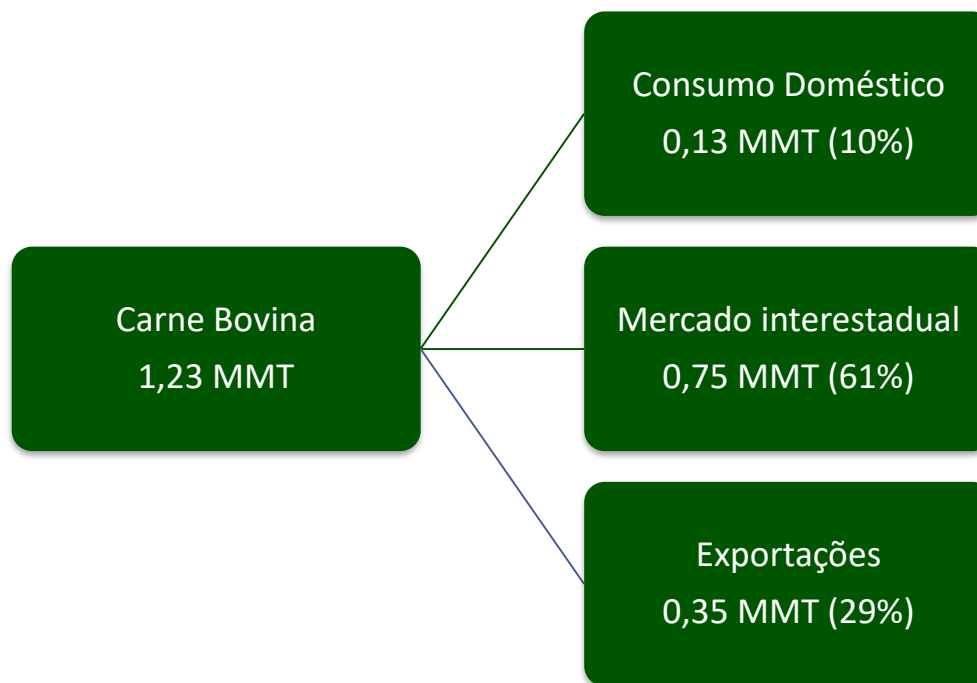 Carne Bovina
1,23 MMT
Consumo Doméstico
0,13 MMT (10%)
Mercado interestadual
0,75 MMT (61%)
Exportações
0,35 MMT (29%)